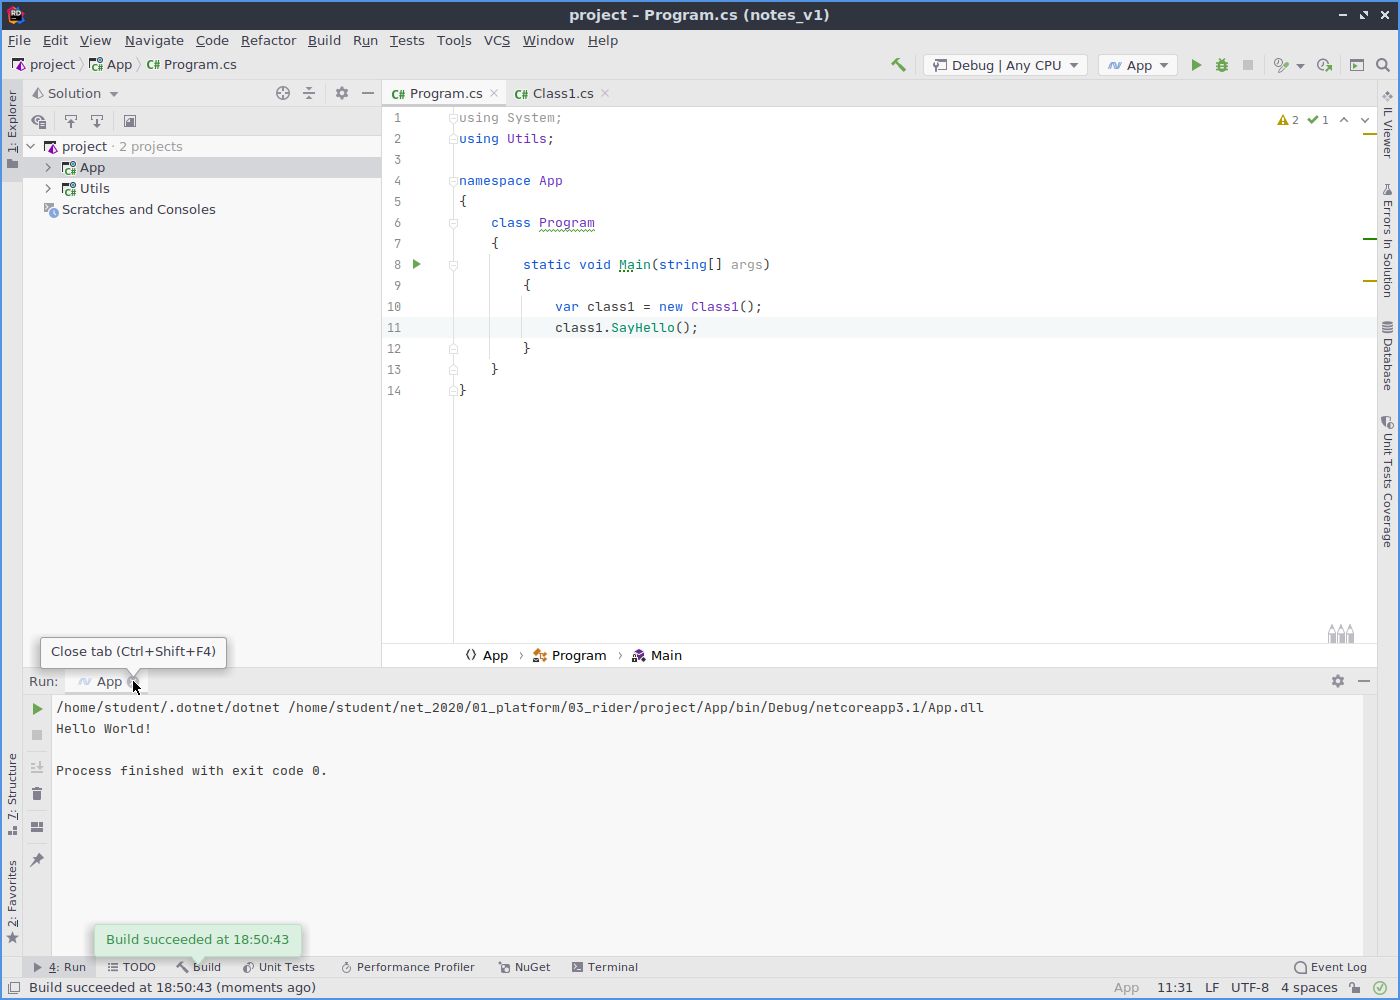 project – Program.cs (notes_v1)
File Edit View Navigate Code Refactor Build Run Tests Tools VCS Window Help
project App C# Program.cs
Debug | Any CPU App
1: Explorer
Solution
project · 2 projects
App
Utils
Scratches and Consoles
C# Program.cs C# Class1.cs
2 1
1 using System;
2 using Utils;
3
4 namespace App
5 {
6 class Program
7 {
8 static void Main(string[] args)
9 {
10 var class1 = new Class1();
11 class1.SayHello();
12 }
13 }
14 }
IL Viewer
Errors In Solution
Database
Unit Tests Coverage
App › Program › Main
Close tab (Ctrl+Shift+F4)
Run: App
/home/student/.dotnet/dotnet /home/student/net_2020/01_platform/03_rider/project/App/bin/Debug/netcoreapp3.1/App.dll
Hello World!
Process finished with exit code 0.
7: Structure
2: Favorites
Build succeeded at 18:50:43
4: Run TODO Build Unit Tests Performance Profiler NuGet Terminal Event Log
Build succeeded at 18:50:43 (moments ago) App 11:31 LF UTF-8 4 spaces